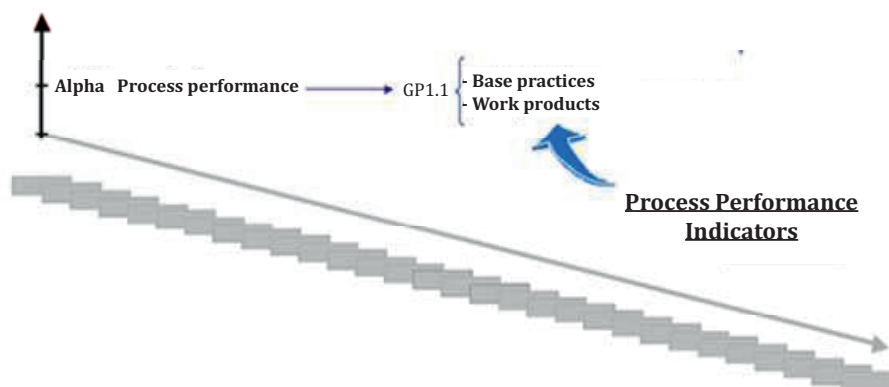 Alpha Process performance
GP1.1
- Base practices
- Work products
Process Performance
Indicators